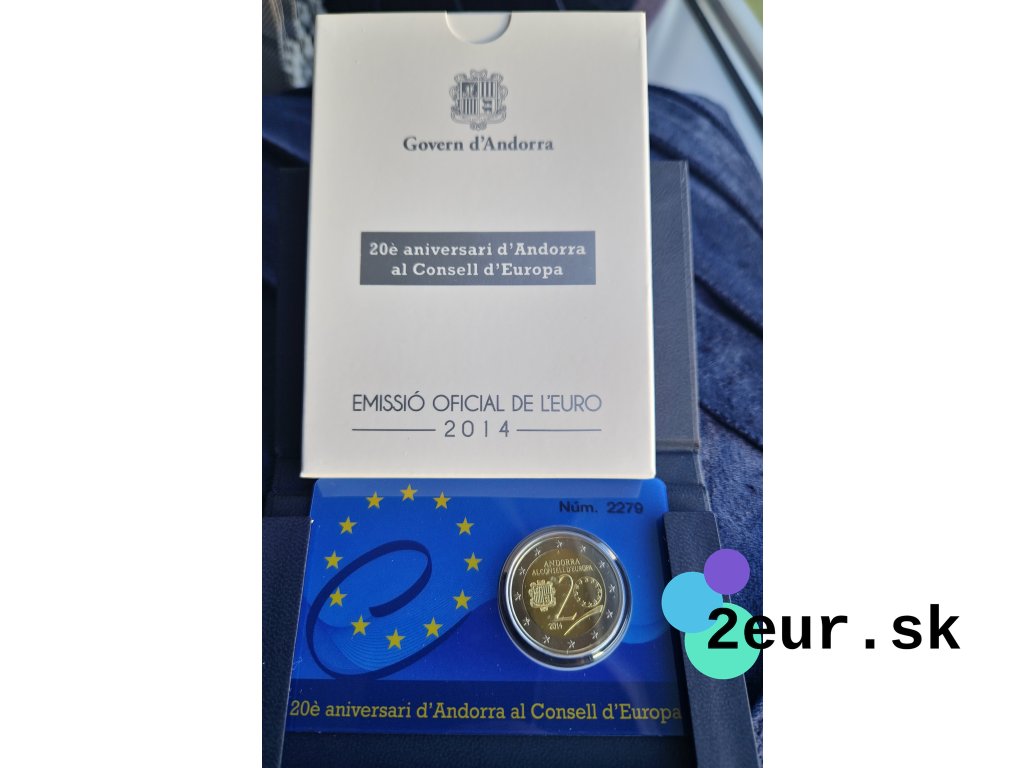 Govern d'Andorra
20è aniversari d'Andorra
al Consell d'Europa
EMISSIÓ OFICIAL DE L'EURO
2014
Núm. 2279
ANDORRA
AL CONSELL D'EUROPA
20
2014
20è aniversari d'Andorra al Consell d'Europa
2eur.sk